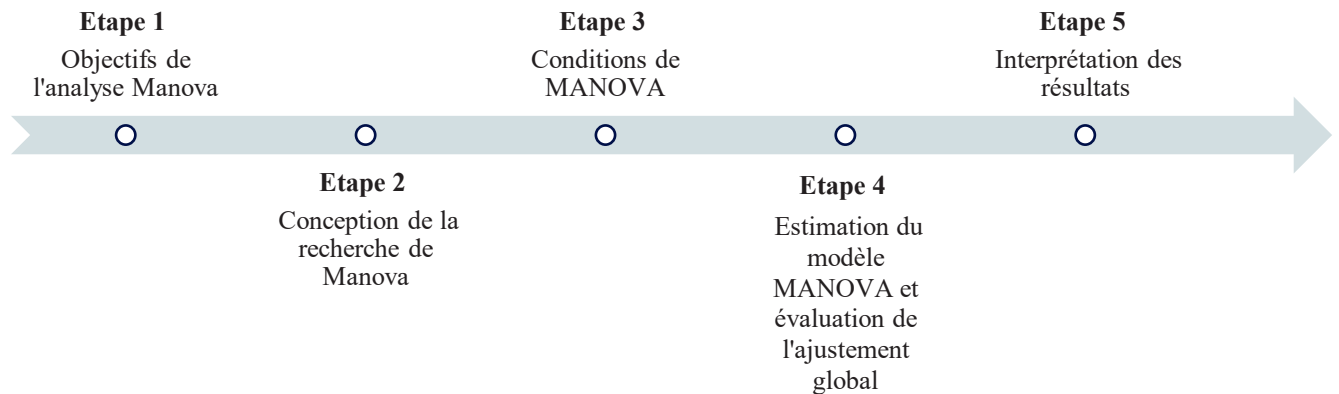 Etape 1
Objectifs de
l'analyse Manova
Etape 2
Conception de la
recherche de
Manova
Etape 3
Conditions de
MANOVA
Etape 4
Estimation du
modèle
MANOVA et
évaluation de
l'ajustement
global
Etape 5
Interprétation des
résultats